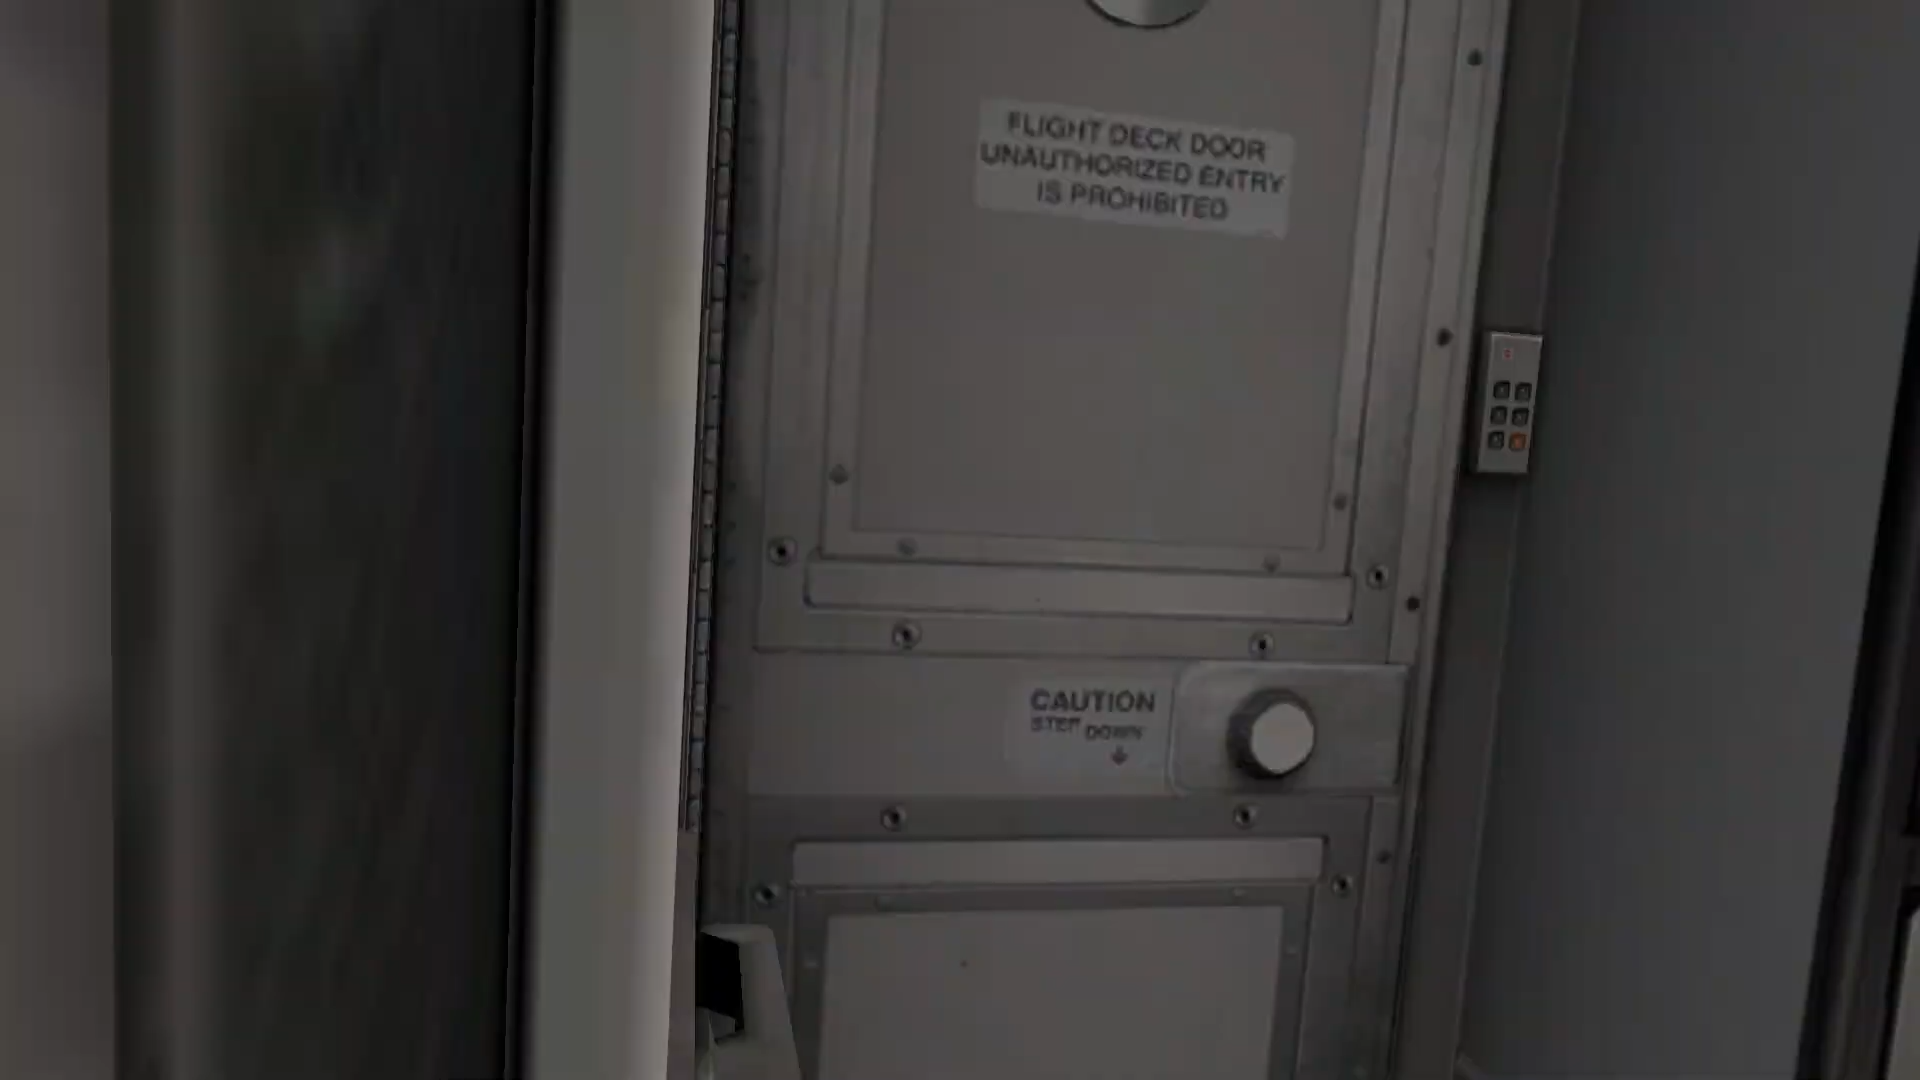 FLIGHT DECK DOOR
UNAUTHORIZED ENTRY
IS PROHIBITED
CAUTION
STEP DOWN